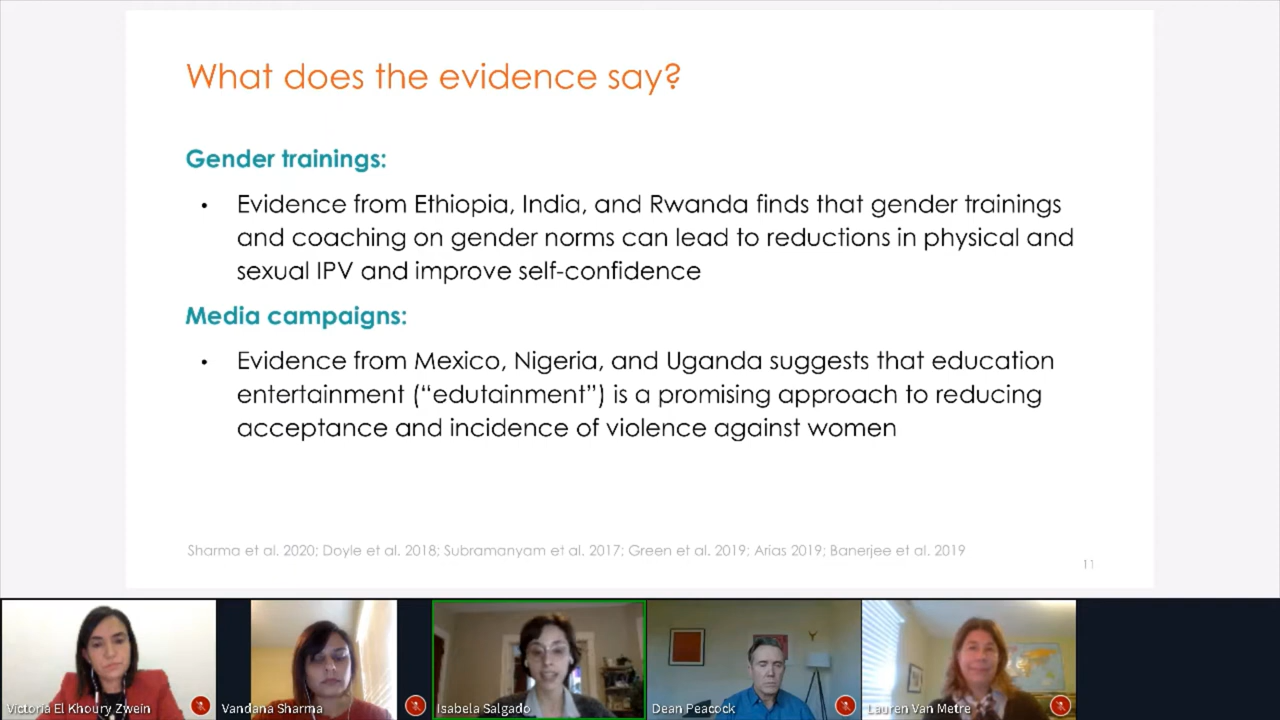 What does the evidence say?
Gender trainings:
• Evidence from Ethiopia, India, and Rwanda finds that gender trainings
and coaching on gender norms can lead to reductions in physical and
sexual IPV and improve self-confidence
Media campaigns:
• Evidence from Mexico, Nigeria, and Uganda suggests that education
entertainment (“edutainment”) is a promising approach to reducing
acceptance and incidence of violence against women
Sharma et al. 2020; Doyle et al. 2018; Subramanyam et al. 2017; Green et al. 2019; Arias 2019; Banerjee et al. 2019
11
Victoria El Khoury Zwein
Vandana Sharma
Isabela Salgado
Dean Peacock
Lauren Van Metre